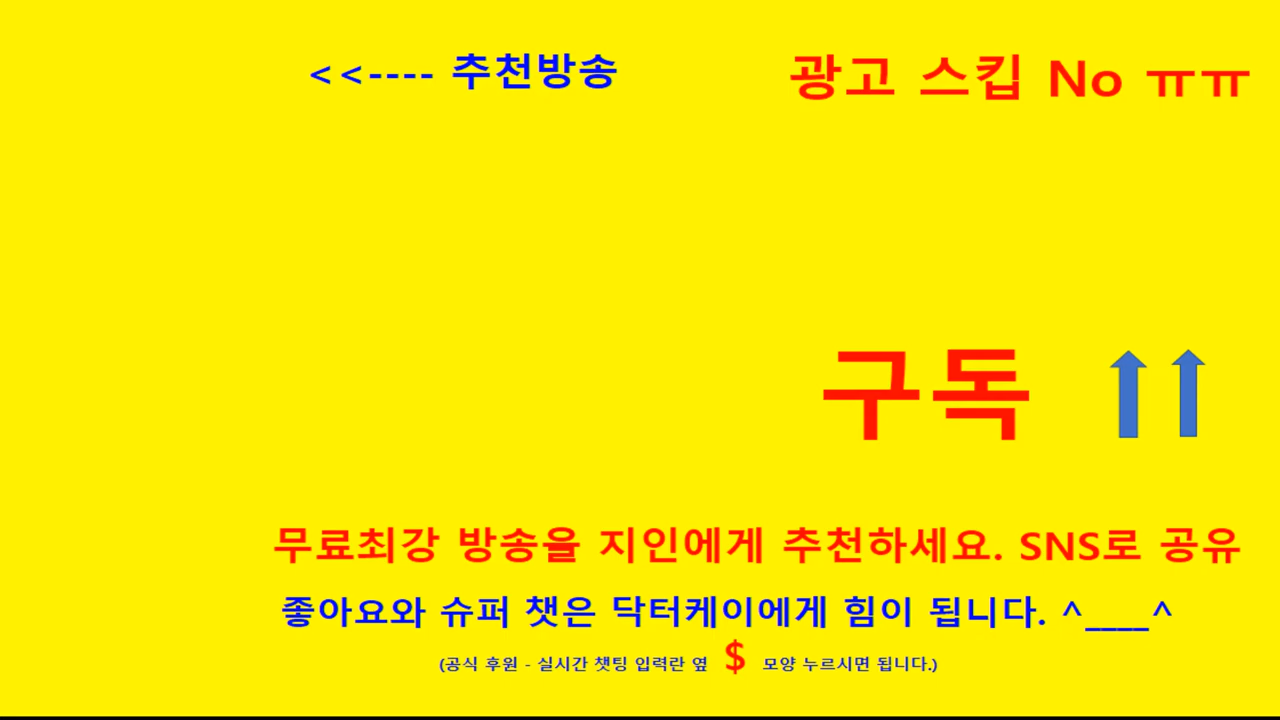 <<---- 추천방송
광고 스킵 No ㅠㅠ
구독
무료최강 방송을 지인에게 추천하세요. SNS로 공유
좋아요와 슈퍼 챗은 닥터케이에게 힘이 됩니다. ^____^
(공식 후원 - 실시간 챗팅 입력란 옆 $ 모양 누르시면 됩니다.)